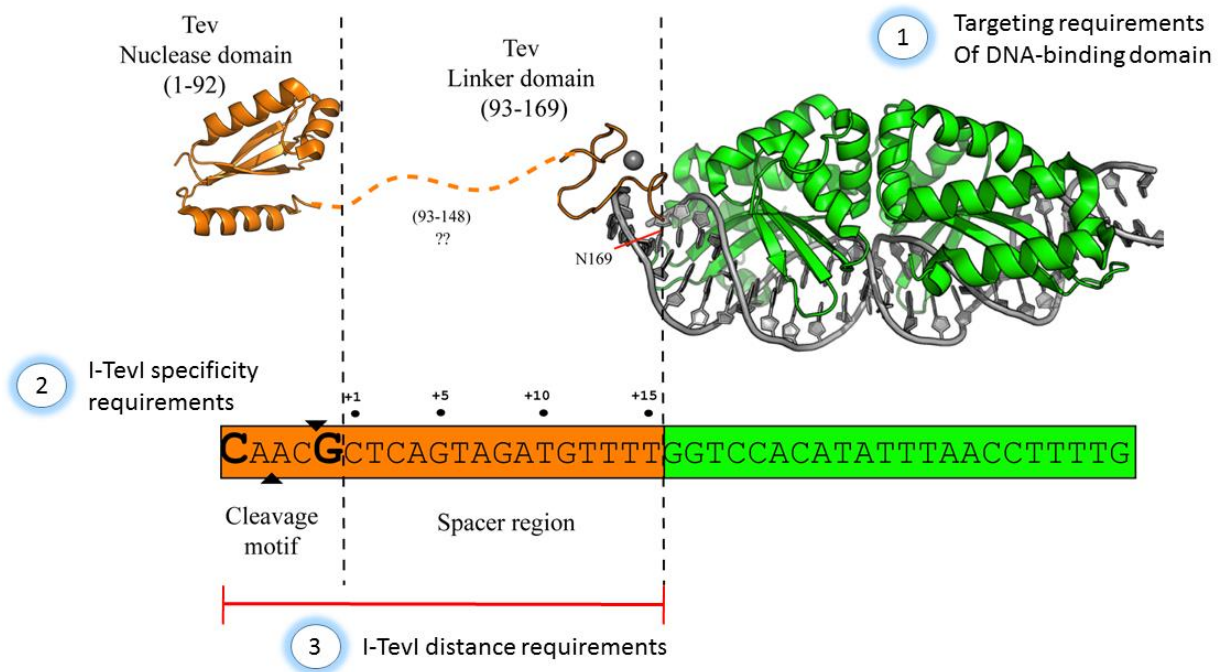 Tev
Nuclease domain
(1-92)
Tev
Linker domain
(93-169)
1
Targeting requirements
Of DNA-binding domain
(93-148)
??
N169
2
I-TevI specificity
requirements
+1 +5 +10 +15
CAACGCTCAGTAGATGTTTTGGTCCACATATTTAACCTTTTG
Cleavage
motif
Spacer region
3
I-TevI distance requirements